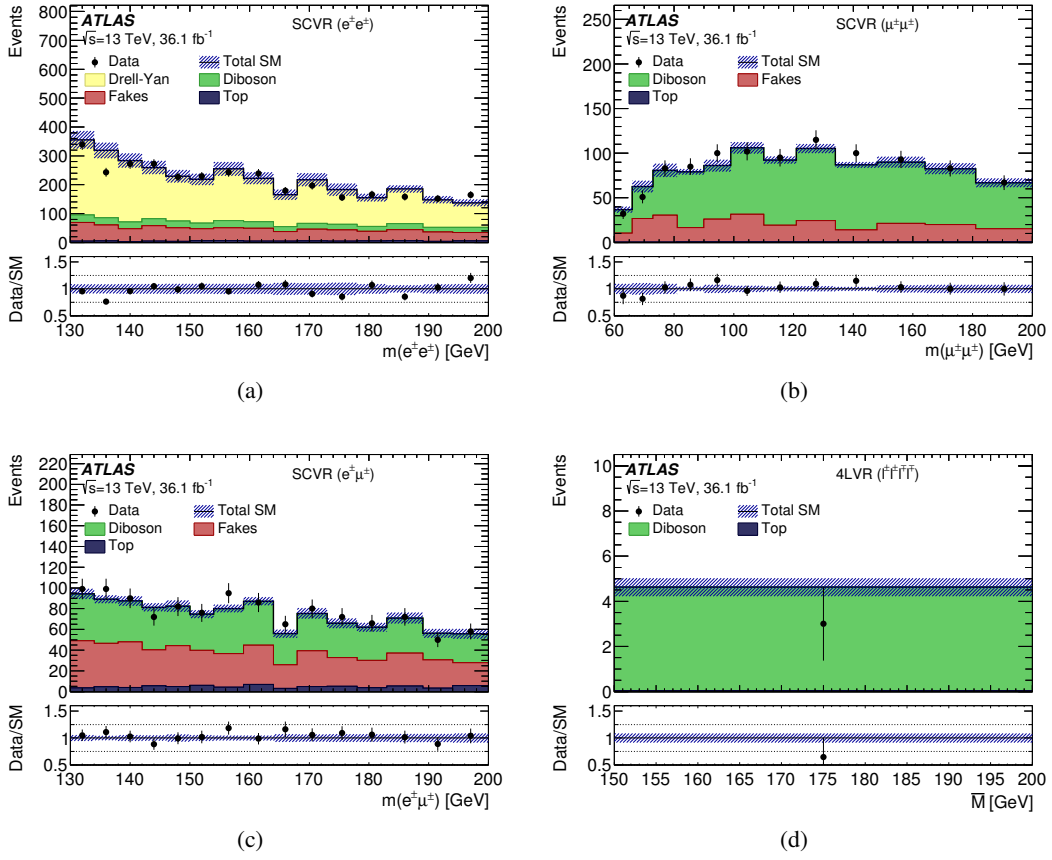 ATLAS
SCVR (e±e±)
√s=13 TeV, 36.1 fb⁻¹
Data
Total SM
Drell-Yan
Diboson
Fakes
Top
Events
800
700
600
500
400
300
200
100
0
Data/SM
1.5
1
0.5
130 140 150 160 170 180 190 200
m(e±e±) [GeV]
(a)
ATLAS
SCVR (μ±μ±)
√s=13 TeV, 36.1 fb⁻¹
Data
Total SM
Diboson
Fakes
Top
Events
250
200
150
100
50
0
Data/SM
1.5
1
0.5
60 80 100 120 140 160 180 200
m(μ±μ±) [GeV]
(b)
ATLAS
SCVR (e±μ±)
√s=13 TeV, 36.1 fb⁻¹
Data
Total SM
Diboson
Fakes
Top
Events
220
200
180
160
140
120
100
80
60
40
20
0
Data/SM
1.5
1
0.5
130 140 150 160 170 180 190 200
m(e±μ±) [GeV]
(c)
ATLAS
4LVR (l±l±l∓l∓)
√s=13 TeV, 36.1 fb⁻¹
Data
Total SM
Diboson
Top
Events
10
8
6
4
2
0
Data/SM
1.5
1
0.5
150 155 160 165 170 175 180 185 190 195 200
M̅ [GeV]
(d)